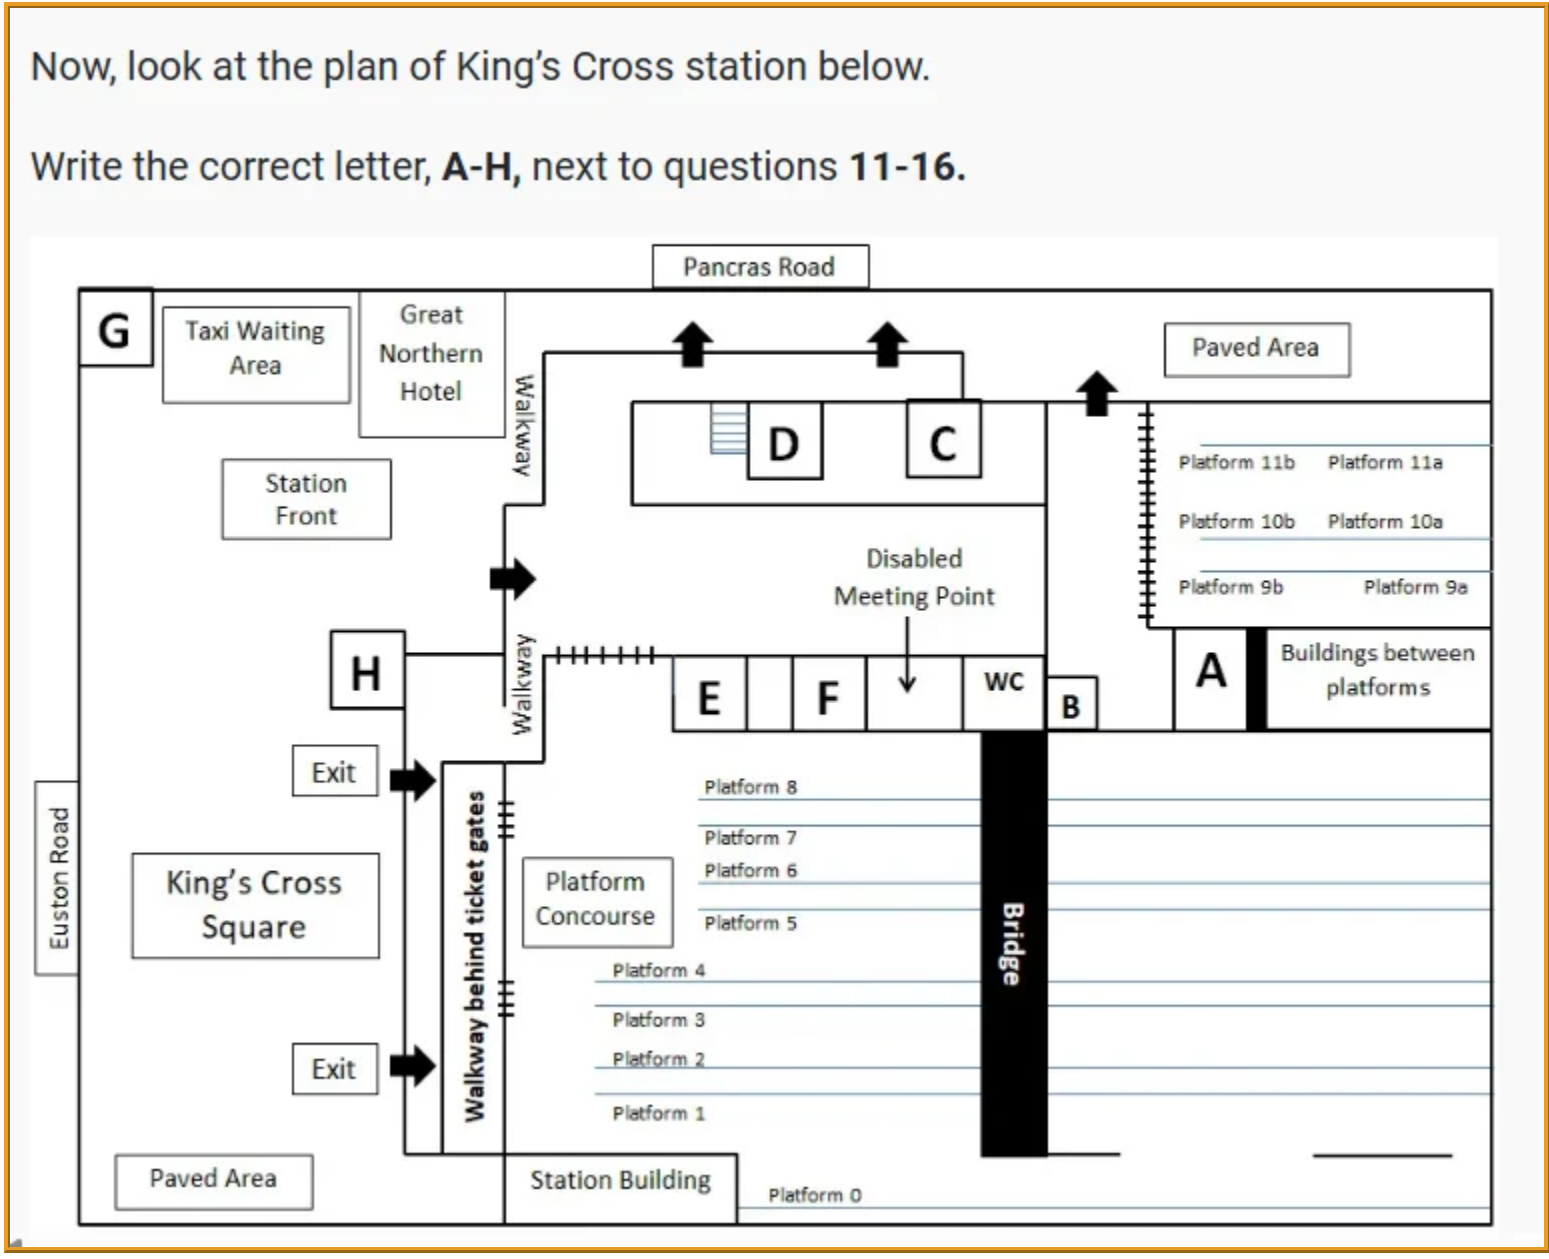 Now, look at the plan of King's Cross station below.
Write the correct letter, A-H, next to questions 11-16.
Pancras Road
G
Taxi Waiting
Area
Great
Northern
Hotel
Walkway
Paved Area
D
C
Station
Front
Platform 11b Platform 11a
Platform 10b Platform 10a
Platform 9b Platform 9a
Disabled
Meeting Point
H
Walkway
E
F
WC
B
A
Buildings between
platforms
Exit
Euston Road
King's Cross
Square
Walkway behind ticket gates
Platform
Concourse
Platform 8
Platform 7
Platform 6
Platform 5
Platform 4
Platform 3
Platform 2
Platform 1
Bridge
Exit
Paved Area
Station Building
Platform 0